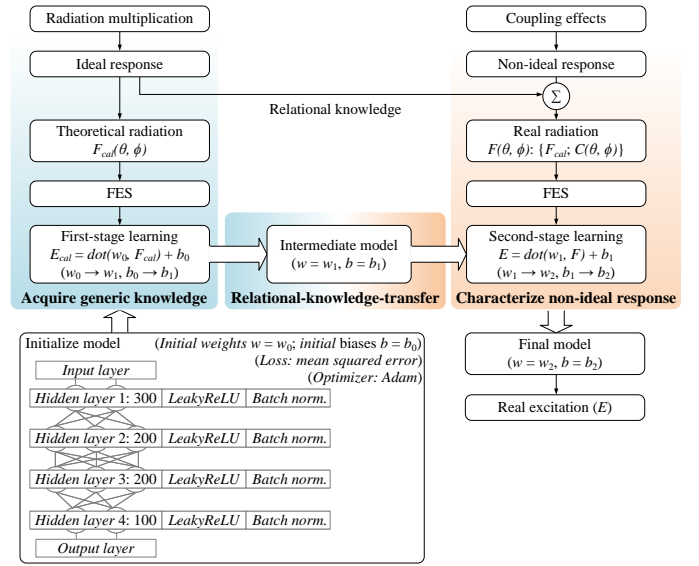 Radiation multiplication
Ideal response
Theoretical radiation
F_cal(θ, ϕ)
FES
First-stage learning
E_cal = dot(w_0, F_cal) + b_0
(w_0 → w_1, b_0 → b_1)
Acquire generic knowledge
Relational knowledge
Intermediate model
(w = w_1, b = b_1)
Relational-knowledge-transfer
Coupling effects
Non-ideal response
Σ
Real radiation
F(θ, ϕ): {F_cal; C(θ, ϕ)}
FES
Second-stage learning
E = dot(w_1, F) + b_1
(w_1 → w_2, b_1 → b_2)
Characterize non-ideal response
Final model
(w = w_2, b = b_2)
Real excitation (E)
Initialize model (Initial weights w = w_0; initial biases b = b_0)
(Loss: mean squared error)
(Optimizer: Adam)
Input layer
Hidden layer 1: 300 LeakyReLU Batch norm.
Hidden layer 2: 200 LeakyReLU Batch norm.
Hidden layer 3: 200 LeakyReLU Batch norm.
Hidden layer 4: 100 LeakyReLU Batch norm.
Output layer